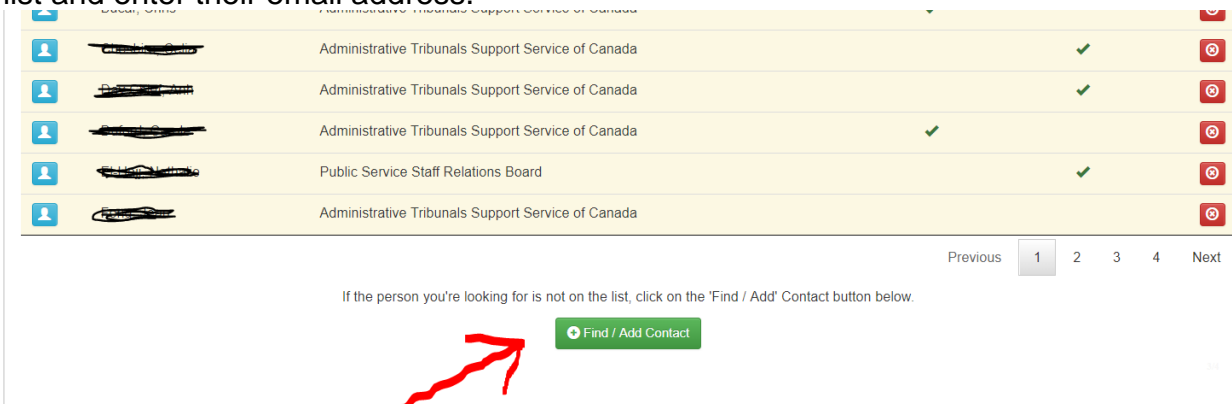 list and enter their email address.
Administrative Tribunals Support Service of Canada
Administrative Tribunals Support Service of Canada
Administrative Tribunals Support Service of Canada
Administrative Tribunals Support Service of Canada
Public Service Staff Relations Board
Administrative Tribunals Support Service of Canada
Previous 1 2 3 4 Next
If the person you're looking for is not on the list, click on the 'Find / Add' Contact button below.
Find / Add Contact